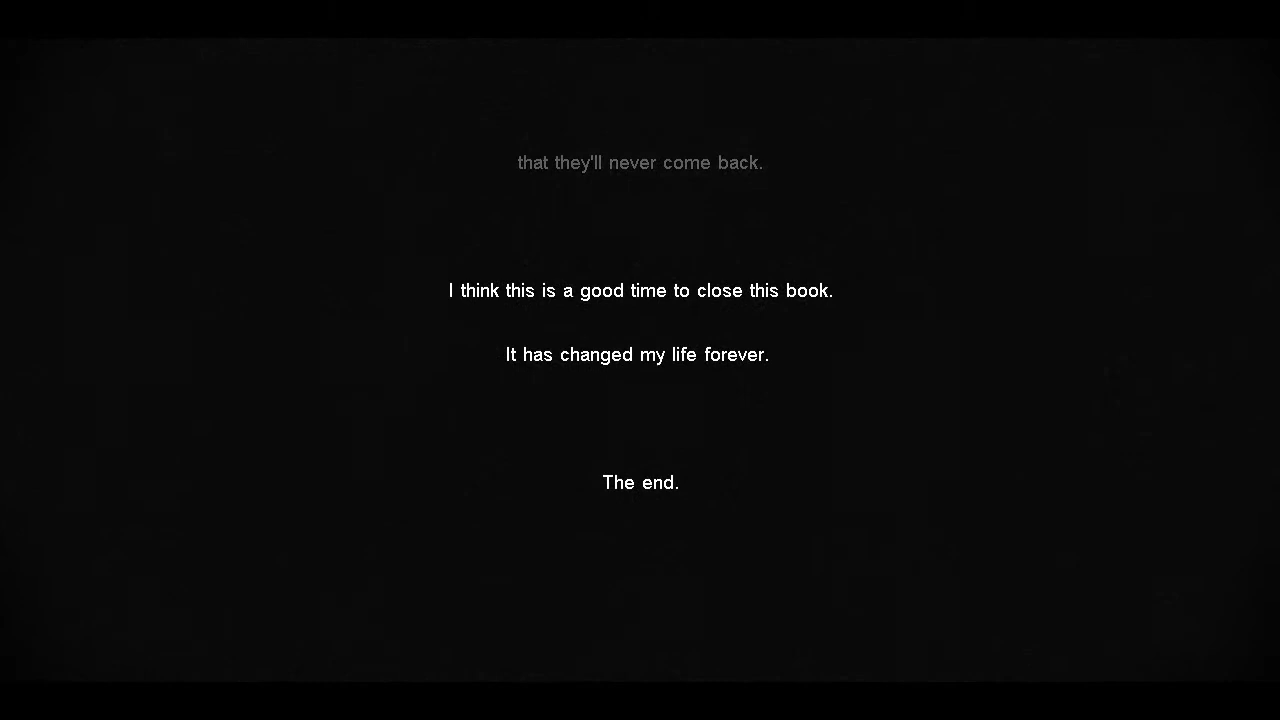 that they'll never come back.
I think this is a good time to close this book.
It has changed my life forever.
The end.